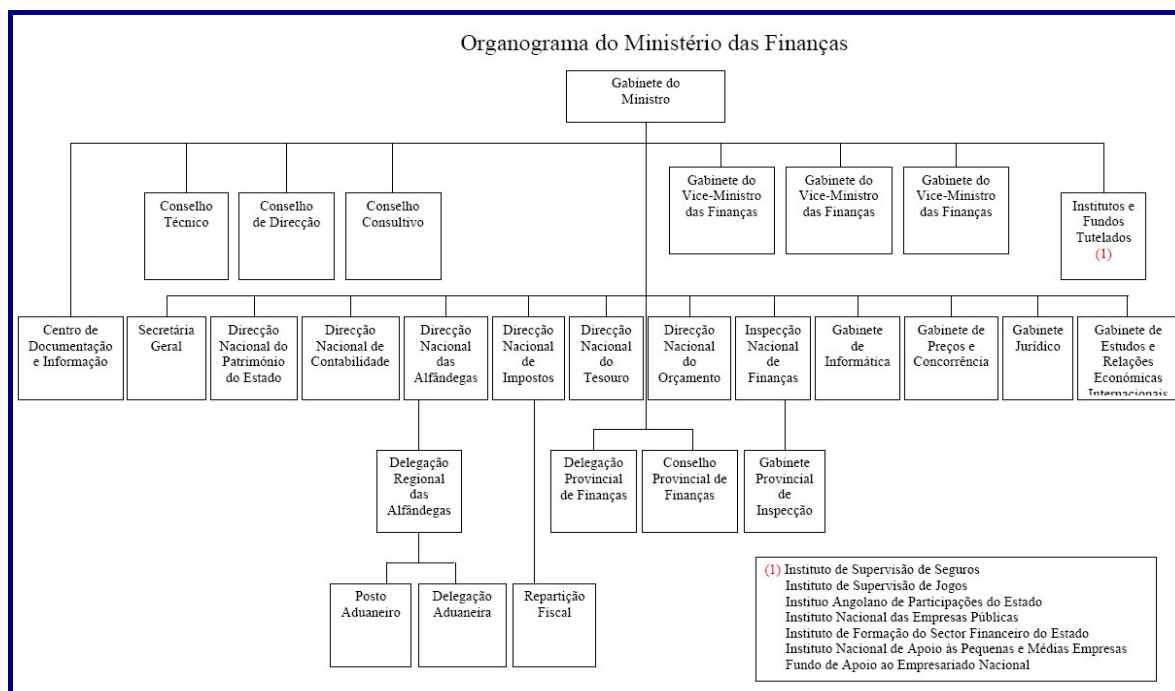 Organograma do Ministério das Finanças
Gabinete do
Ministro
Conselho
Técnico
Conselho
de Direcção
Conselho
Consultivo
Gabinete do
Vice-Ministro
das Finanças
Gabinete do
Vice-Ministro
das Finanças
Gabinete do
Vice-Ministro
das Finanças
Institutos e
Fundos
Tutelados
(1)
Centro de
Documentação
e Informação
Secretária
Geral
Direcção
Nacional do
Património
do Estado
Direcção
Nacional de
Contabilidade
Direcção
Nacional
das
Alfândegas
Direcção
Nacional
de
Impostos
Direcção
Nacional
do
Tesouro
Direcção
Nacional
do
Orçamento
Inspecção
Nacional
de
Finanças
Gabinete
de
Informática
Gabinete de
Preços e
Concorrência
Gabinete
Jurídico
Gabinete de
Estudos e
Relações
Económicas
Internacionais
Delegação
Regional
das
Alfândegas
Delegação
Provincial
de Finanças
Conselho
Provincial de
Finanças
Gabinete
Provincial
de
Inspecção
Posto
Aduaneiro
Delegação
Aduaneira
Repartição
Fiscal
(1) Instituto de Supervisão de Seguros
Instituto de Supervisão de Jogos
Instituo Angolano de Participações do Estado
Instituto Nacional das Empresas Públicas
Instituto de Formação do Sector Financeiro do Estado
Instituto Nacional de Apoio às Pequenas e Médias Empresas
Fundo de Apoio ao Empresariado Nacional